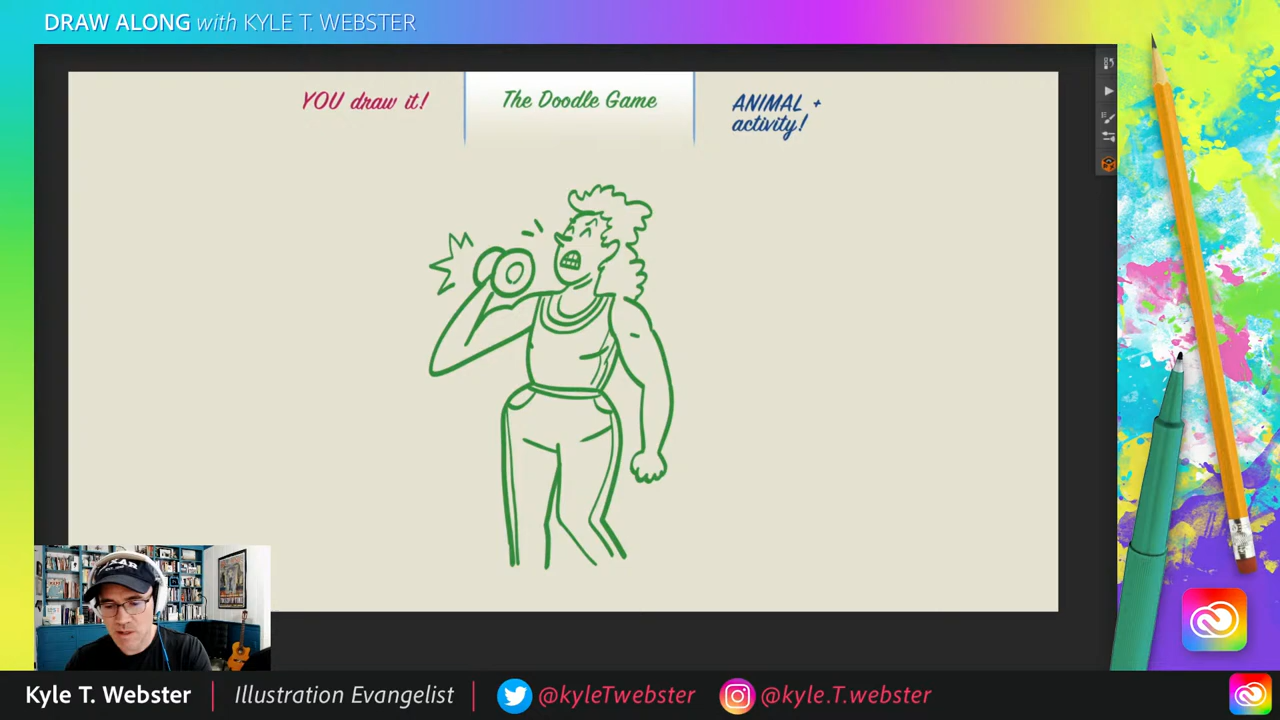 DRAW ALONG with KYLE T. WEBSTER
YOU draw it!
The Doodle Game
ANIMAL +
activity!
Kyle T. Webster
Illustration Evangelist
@kyleTwebster
@kyle.T.webster